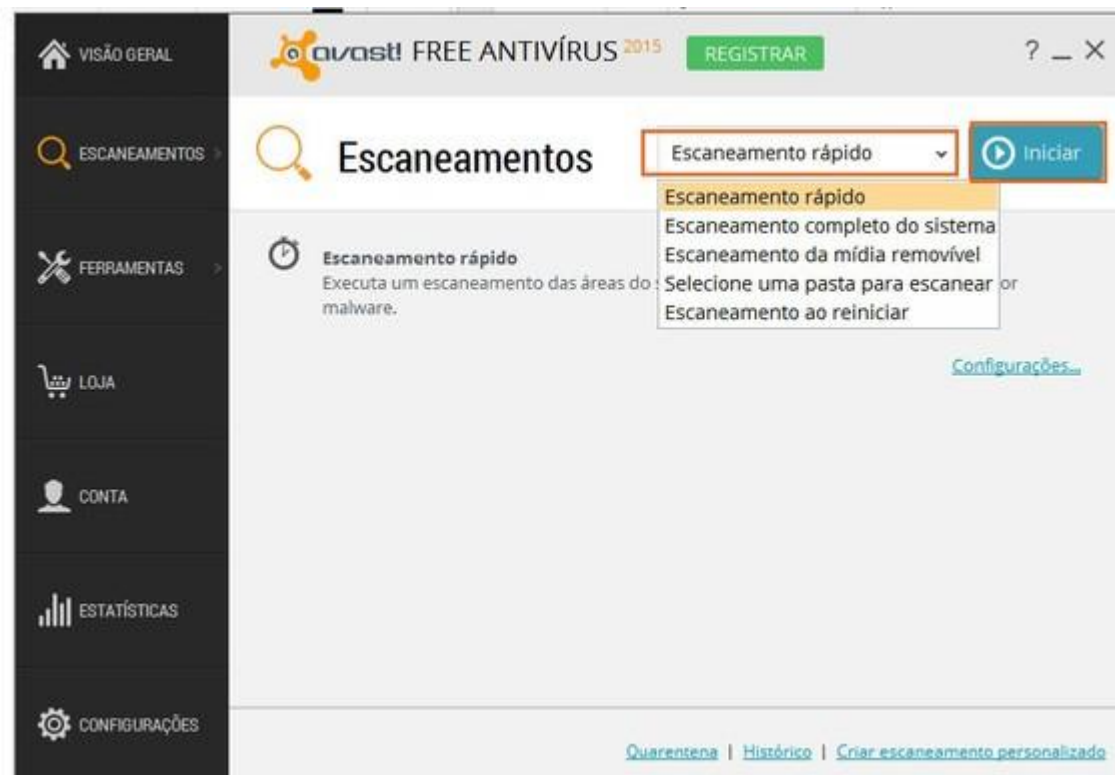 VISÃO GERAL
avast! FREE ANTIVÍRUS 2015
REGISTRAR
? _ X
ESCANEAMENTOS >
Escaneamentos
Escaneamento rápido
Iniciar
Escaneamento rápido
Escaneamento completo do sistema
Escaneamento da mídia removível
Selecione uma pasta para escanear
Escaneamento ao reiniciar
FERRAMENTAS >
Escaneamento rápido
Executa um escaneamento das áreas do
or
malware.
Configurações...
LOJA
CONTA
ESTATÍSTICAS
CONFIGURAÇÕES
Quarentena | Histórico | Criar escaneamento personalizado